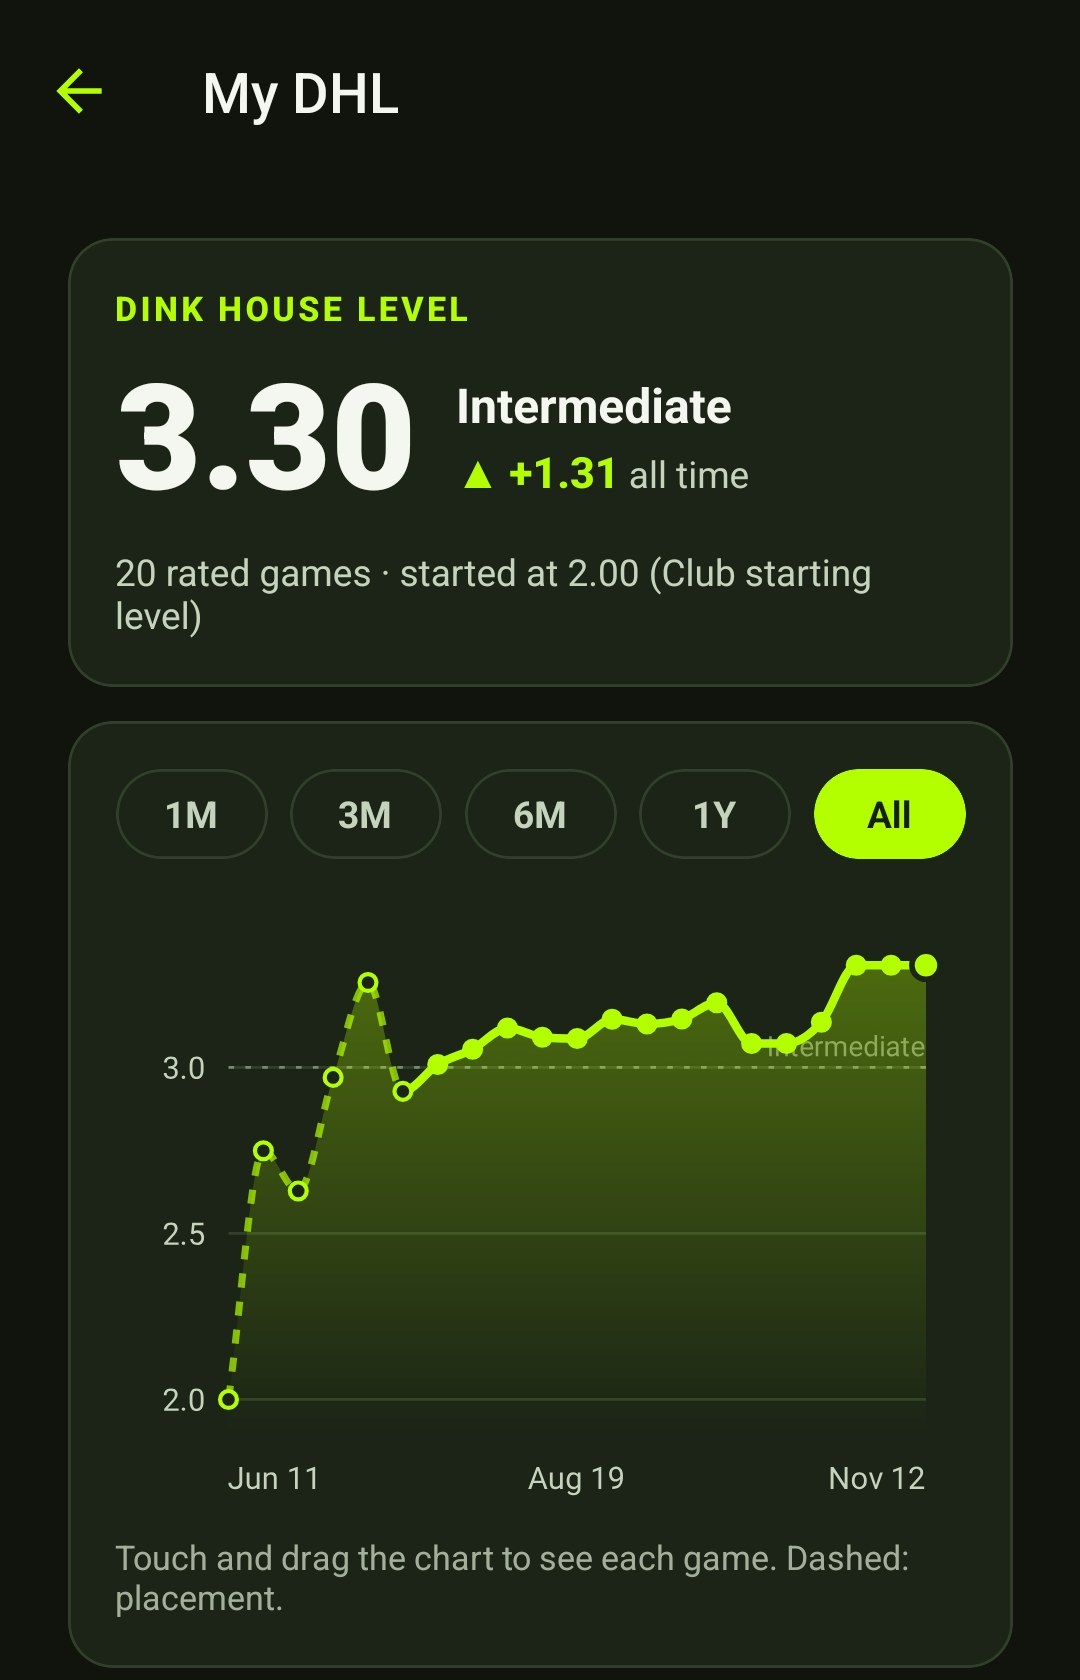 My DHL
DINK HOUSE LEVEL
3.30
Intermediate
▲ +1.31 all time
20 rated games · started at 2.00 (Club starting
level)
1M 3M 6M 1Y All
Intermediate
3.0
2.5
2.0
Jun 11 Aug 19 Nov 12
Touch and drag the chart to see each game. Dashed:
placement.